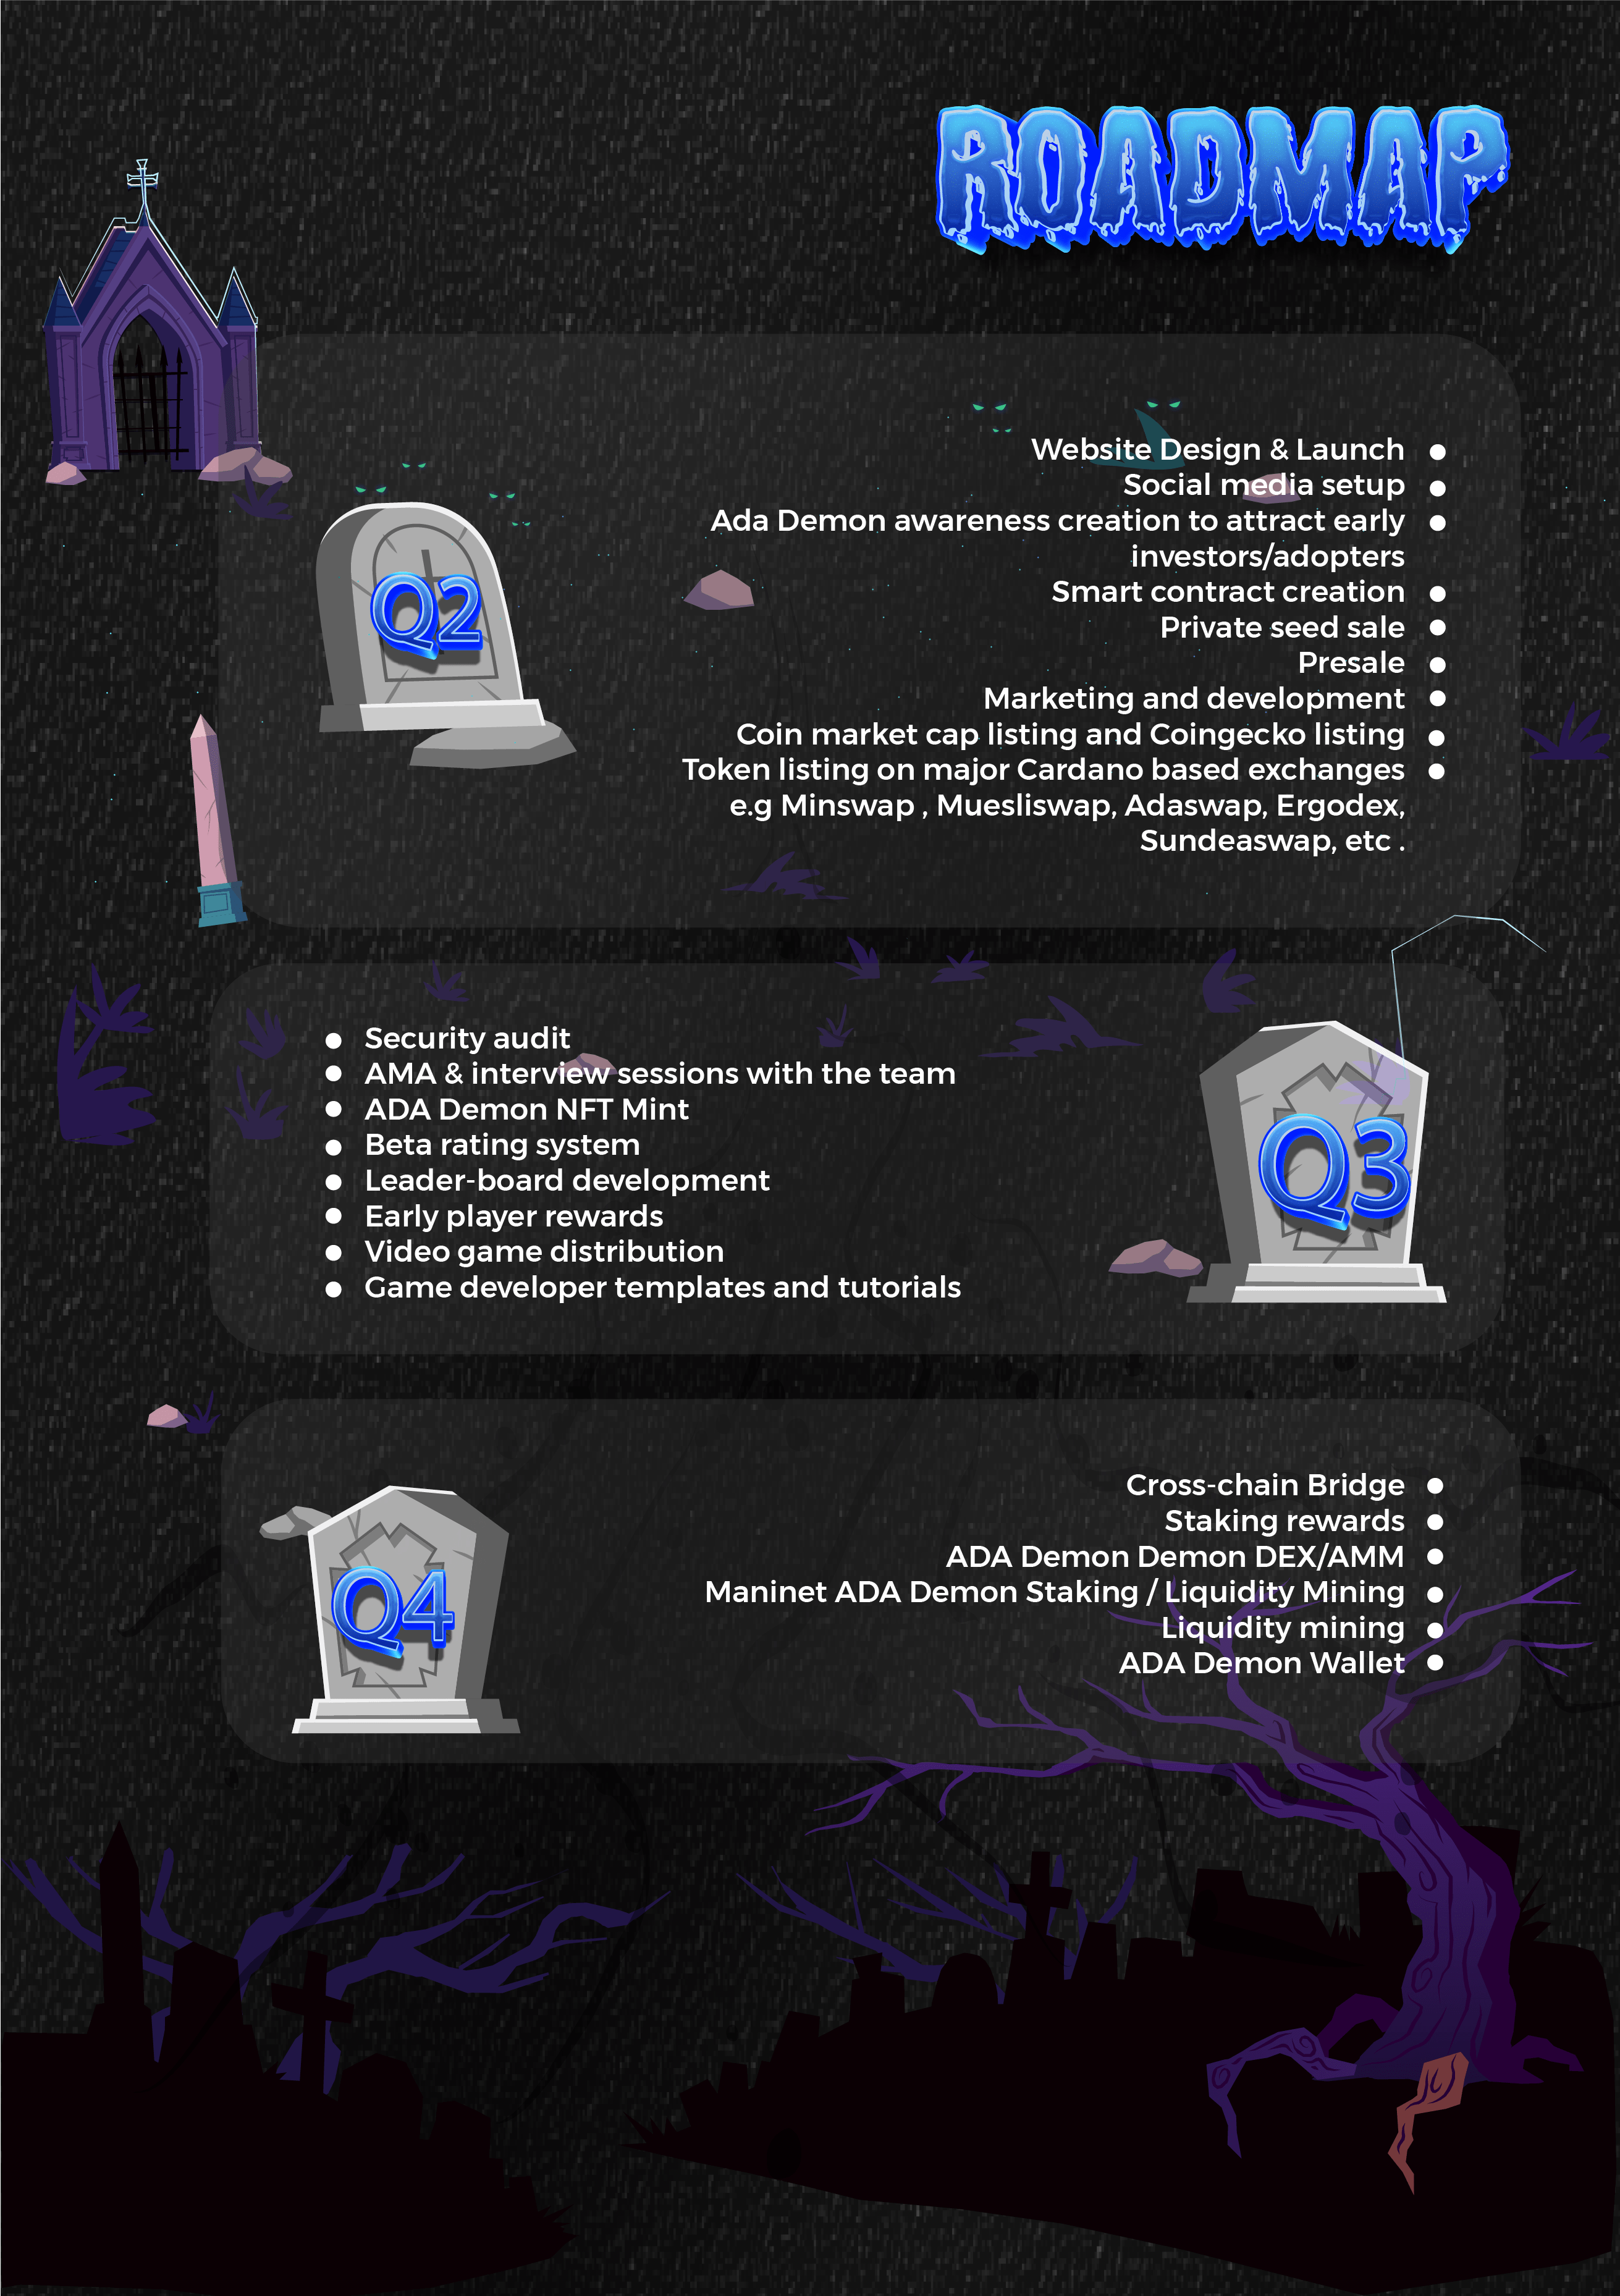 ROADMAP
Q2
Website Design & Launch
Social media setup
Ada Demon awareness creation to attract early
investors/adopters
Smart contract creation
Private seed sale
Presale
Marketing and development
Coin market cap listing and Coingecko listing
Token listing on major Cardano based exchanges
e.g Minswap , Muesliswap, Adaswap, Ergodex,
Sundeaswap, etc .
Security audit
AMA & interview sessions with the team
ADA Demon NFT Mint
Beta rating system
Leader-board development
Early player rewards
Video game distribution
Game developer templates and tutorials
Q3
Q4
Cross-chain Bridge
Staking rewards
ADA Demon Demon DEX/AMM
Maninet ADA Demon Staking / Liquidity Mining
Liquidity mining
ADA Demon Wallet